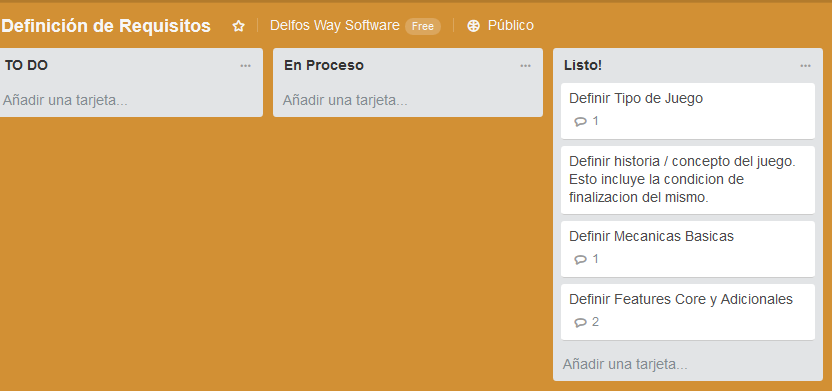 Definición de Requisitos
Delfos Way Software
Free
Público
TO DO
Añadir una tarjeta...
En Proceso
Añadir una tarjeta...
Listo!
Definir Tipo de Juego
1
Definir historia / concepto del juego.
Esto incluye la condicion de
finalizacion del mismo.
Definir Mecanicas Basicas
1
Definir Features Core y Adicionales
2
Añadir una tarjeta...